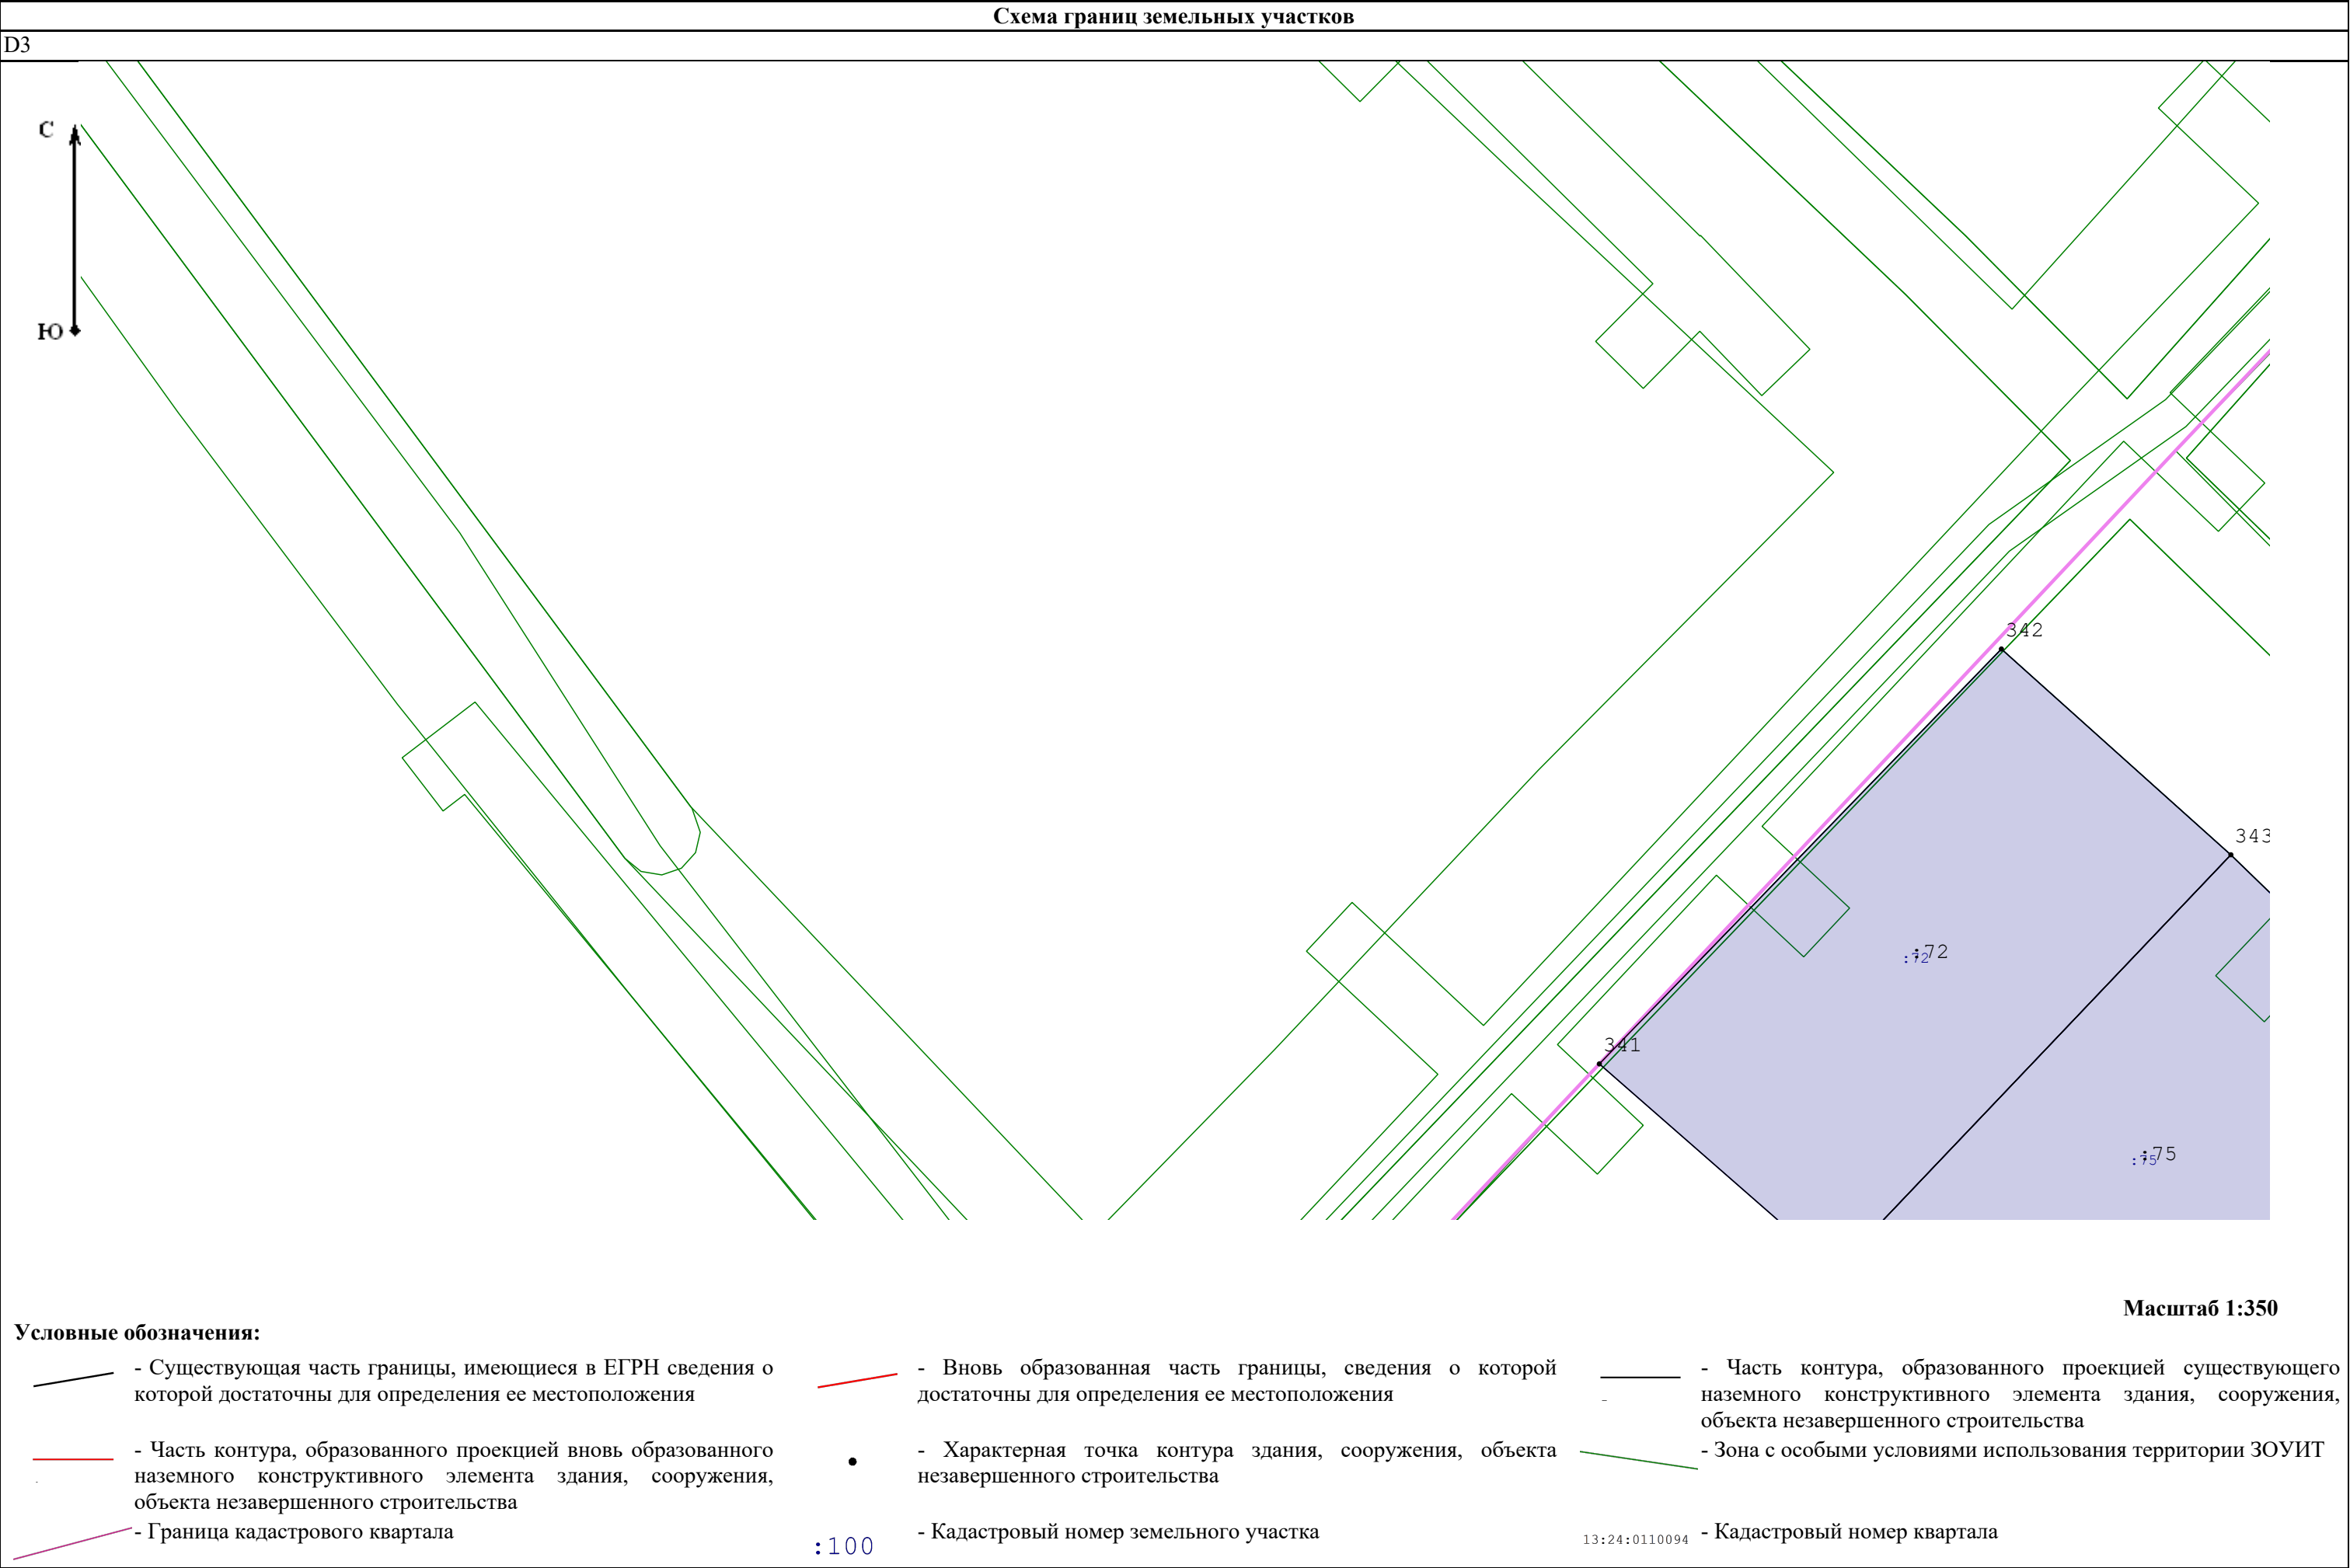 Схема границ земельных участков
D3
С
Ю
342
343
:72
:72
341
:75
:75
Масштаб 1:350
Условные обозначения:
- Существующая часть границы, имеющиеся в ЕГРН сведения о
которой достаточны для определения ее местоположения
- Вновь образованная часть границы, сведения о которой
достаточны для определения ее местоположения
- Часть контура, образованного проекцией существующего
наземного конструктивного элемента здания, сооружения,
объекта незавершенного строительства
- Часть контура, образованного проекцией вновь образованного
наземного конструктивного элемента здания, сооружения,
объекта незавершенного строительства
- Характерная точка контура здания, сооружения, объекта
незавершенного строительства
- Зона с особыми условиями использования территории ЗОУИТ
- Граница кадастрового квартала
:100
- Кадастровый номер земельного участка
13:24:0110094
- Кадастровый номер квартала